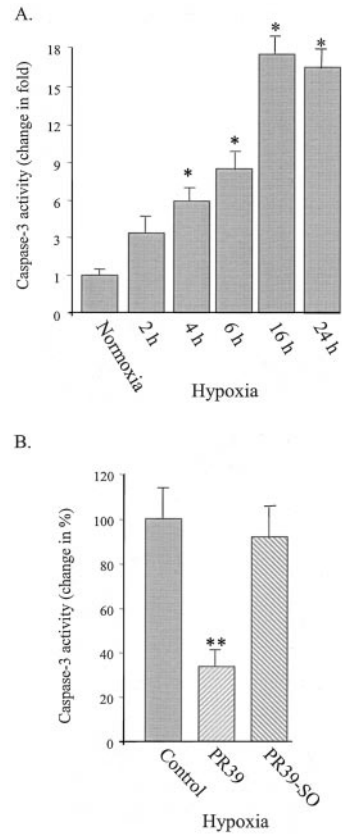 A.
Caspase-3 activity (change in fold)
18
15
12
9
6
3
1
0
*
*
*
*
Normoxia
2 h
4 h
6 h
16 h
24 h
Hypoxia
B.
Caspase-3 activity (change in %)
120
100
80
60
40
20
0
**
Control
PR39
PR39-SO
Hypoxia